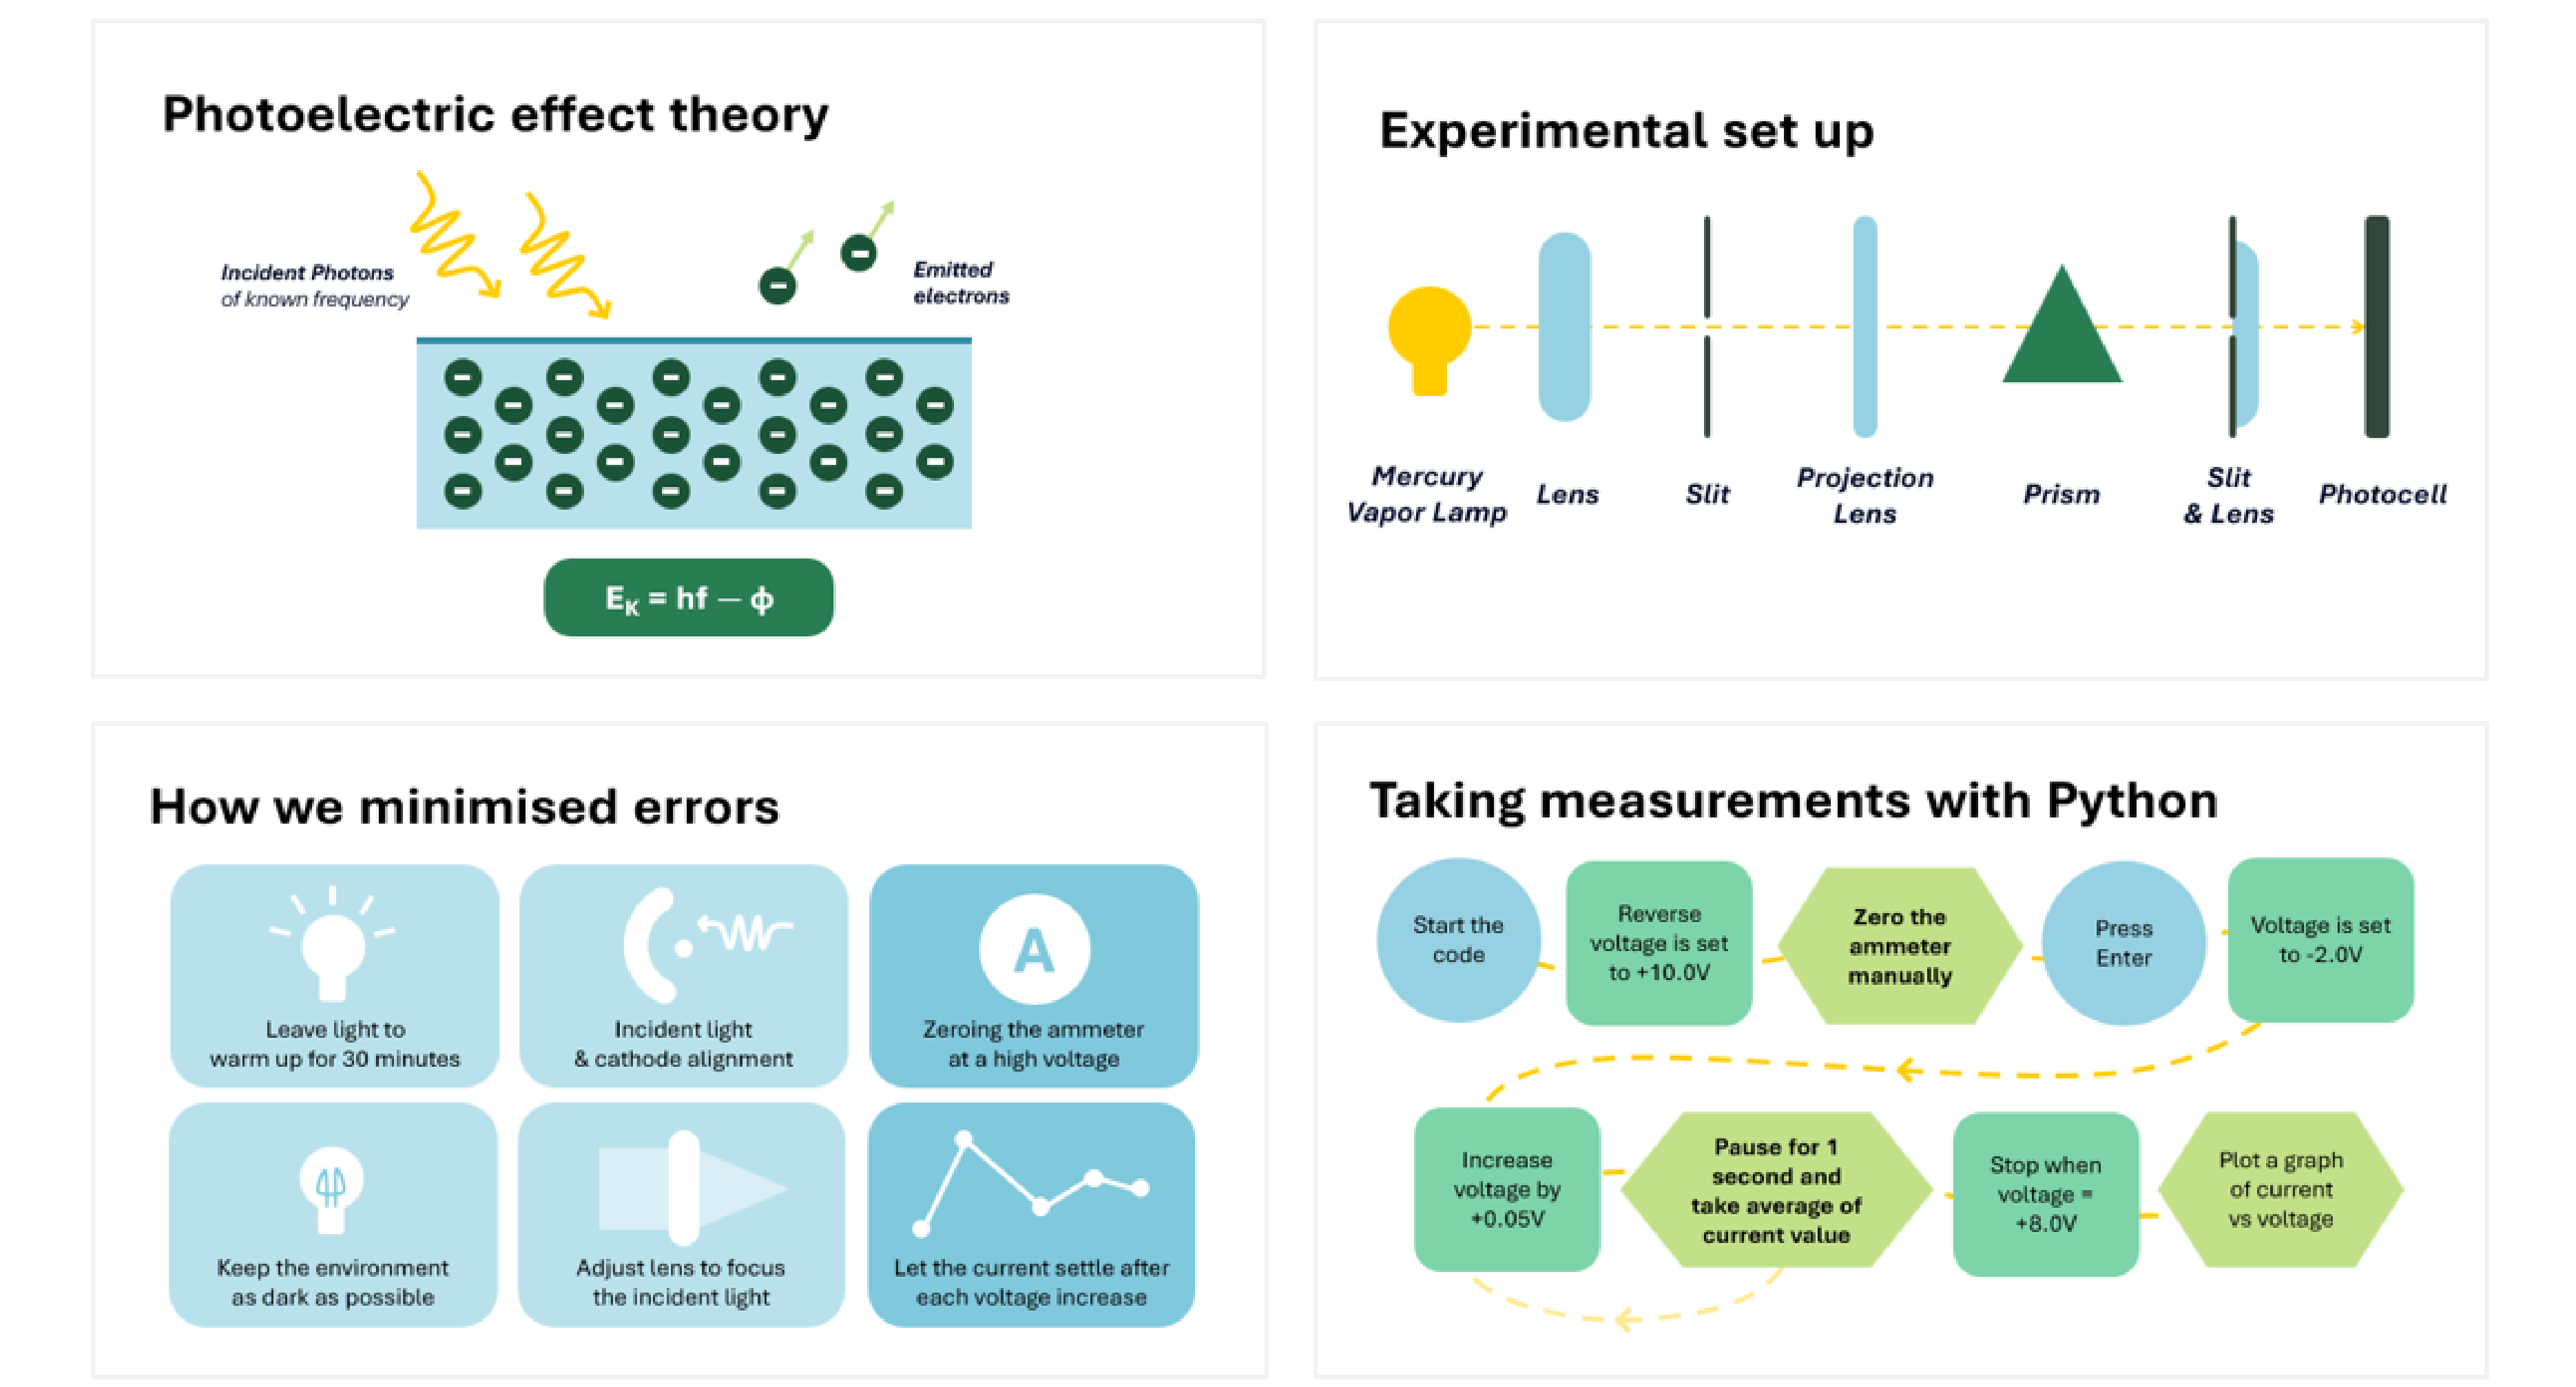 Photoelectric effect theory
Incident Photons
of known frequency
Emitted
electrons
E_K = hf — ϕ
Experimental set up
Mercury
Vapor Lamp
Lens
Slit
Projection
Lens
Prism
Slit
& Lens
Photocell
How we minimised errors
Leave light to
warm up for 30 minutes
Incident light
& cathode alignment
A
Zeroing the ammeter
at a high voltage
Keep the environment
as dark as possible
Adjust lens to focus
the incident light
Let the current settle after
each voltage increase
Taking measurements with Python
Start the
code
Reverse
voltage is set
to +10.0V
Zero the
ammeter
manually
Press
Enter
Voltage is set
to -2.0V
Increase
voltage by
+0.05V
Pause for 1
second and
take average of
current value
Stop when
voltage =
+8.0V
Plot a graph
of current
vs voltage